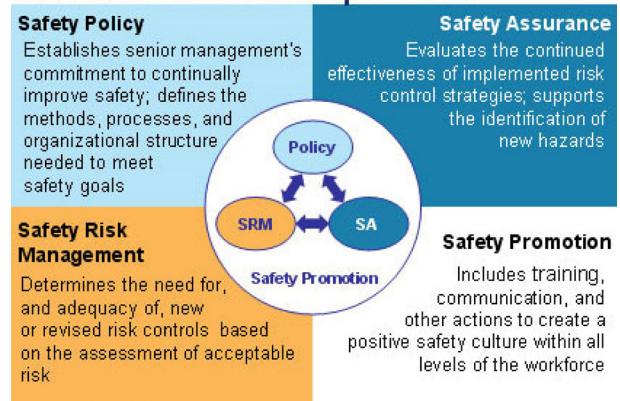 Safety Policy
Establishes senior management's
commitment to continually
improve safety; defines the
methods, processes, and
organizational structure
needed to meet
safety goals
Safety Assurance
Evaluates the continued
effectiveness of implemented risk
control strategies; supports
the identification of
new hazards
Policy
SRM
SA
Safety Promotion
Safety Risk
Management
Determines the need for,
and adequacy of, new
or revised risk controls based
on the assessment of acceptable
risk
Safety Promotion
Includes training,
communication, and
other actions to create a
positive safety culture within all
levels of the workforce